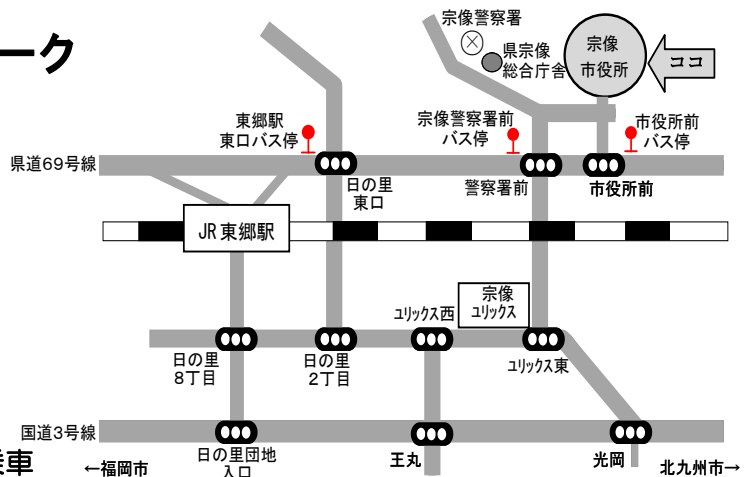 ーク
宗像警察署
県宗像
総合庁舎
宗像
市役所
ココ
東郷駅
東口バス停
宗像警察署前
バス停
市役所前
バス停
県道69号線
日の里
東口
警察署前
市役所前
JR 東郷駅
宗像
ユリックス
ユリックス西
日の里
8丁目
日の里
2丁目
ユリックス東
国道3号線
乗車
←福岡市
日の里団地
入口
王丸
光岡
北九州市→